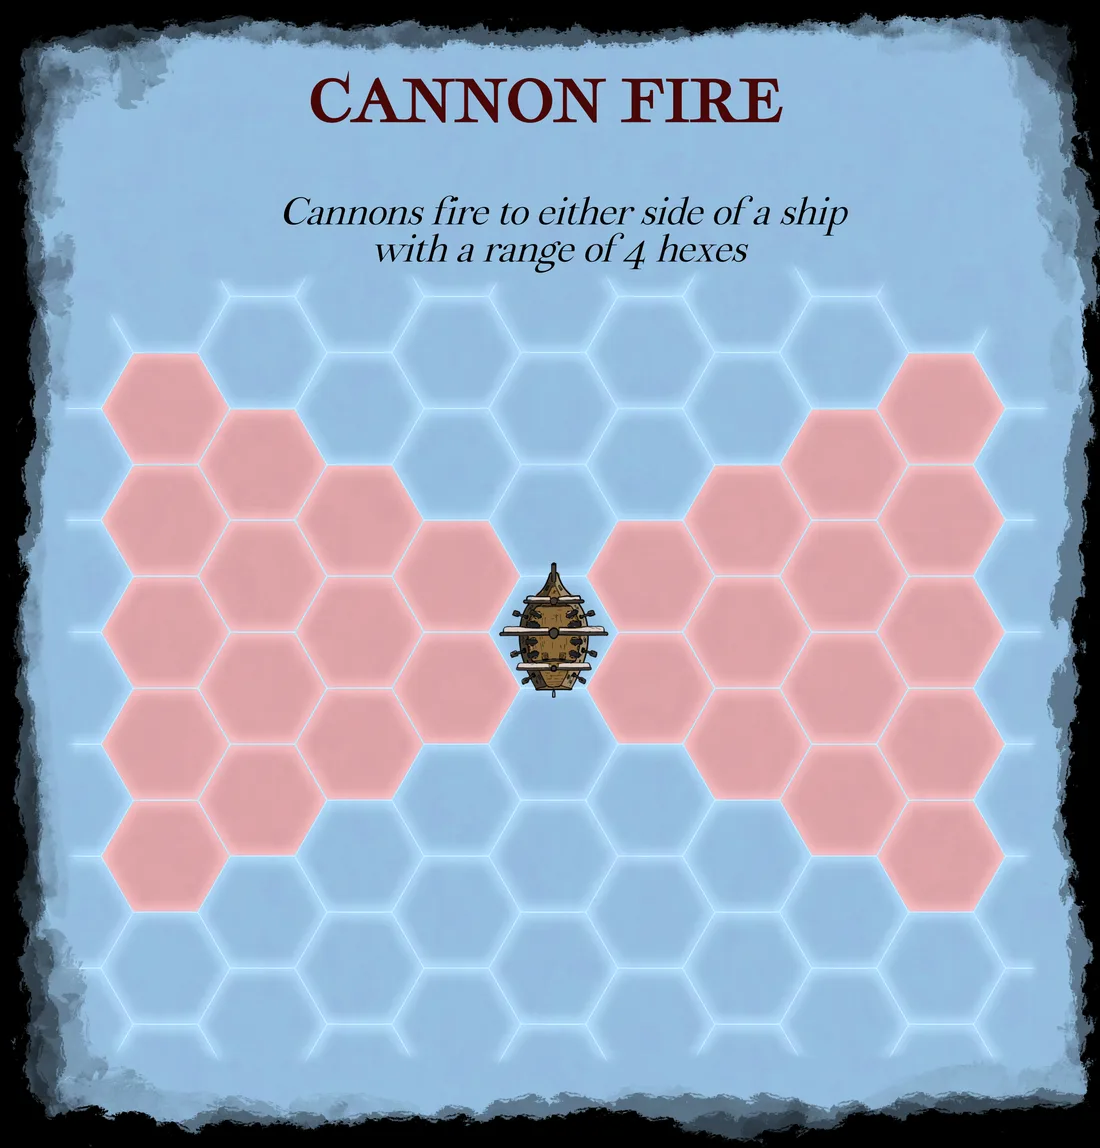 CANNON FIRE
Cannons fire to either side of a ship
with a range of 4 hexes